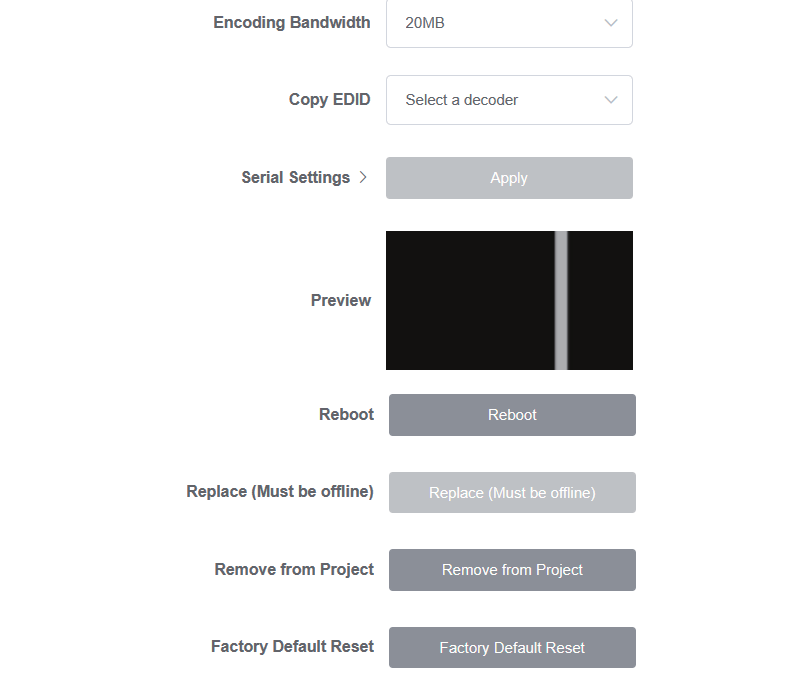 Encoding Bandwidth 20MB
Copy EDID Select a decoder
Serial Settings Apply
Preview
Reboot Reboot
Replace (Must be offline) Replace (Must be offline)
Remove from Project Remove from Project
Factory Default Reset Factory Default Reset